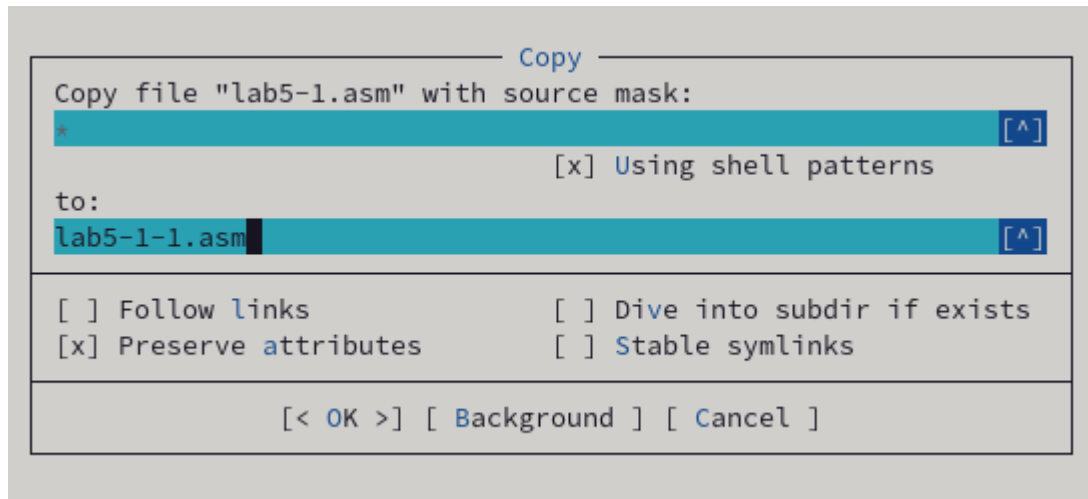 Copy
Copy file "lab5-1.asm" with source mask:
* [^]
[x] Using shell patterns
to:
lab5-1-1.asm [^]
[ ] Follow links [ ] Dive into subdir if exists
[x] Preserve attributes [ ] Stable symlinks
[< OK >] [ Background ] [ Cancel ]